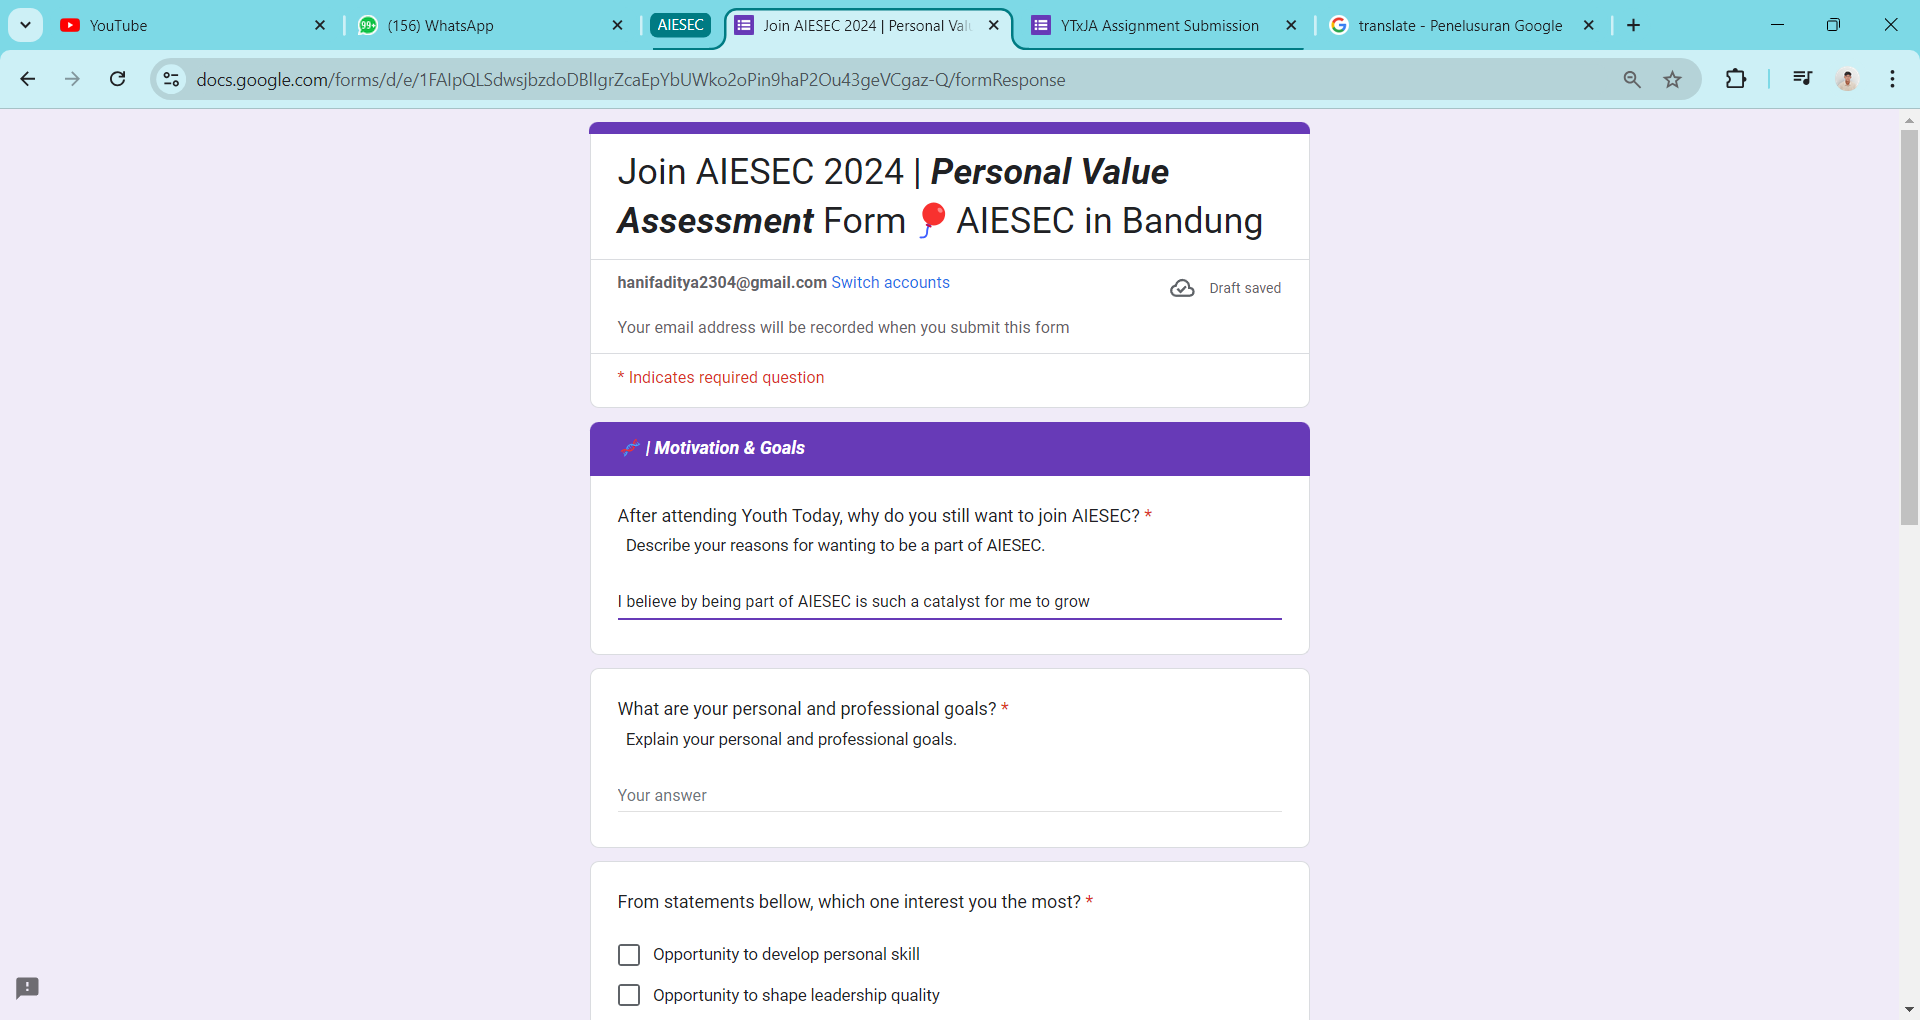 YouTube
99+
(156) WhatsApp
AIESEC
Join AIESEC 2024 | Personal Val
YTxJA Assignment Submission
translate - Penelusuran Google
docs.google.com/forms/d/e/1FAIpQLSdwsjbzdoDBlIgrZcaEpYbUWko2oPin9haP2Ou43geVCgaz-Q/formResponse
Join AIESEC 2024 | Personal Value
Assessment Form 🎈 AIESEC in Bandung
hanifaditya2304@gmail.com Switch accounts
Draft saved
Your email address will be recorded when you submit this form
* Indicates required question
🧬 | Motivation & Goals
After attending Youth Today, why do you still want to join AIESEC? *
Describe your reasons for wanting to be a part of AIESEC.
I believe by being part of AIESEC is such a catalyst for me to grow
What are your personal and professional goals? *
Explain your personal and professional goals.
Your answer
From statements bellow, which one interest you the most? *
Opportunity to develop personal skill
Opportunity to shape leadership quality